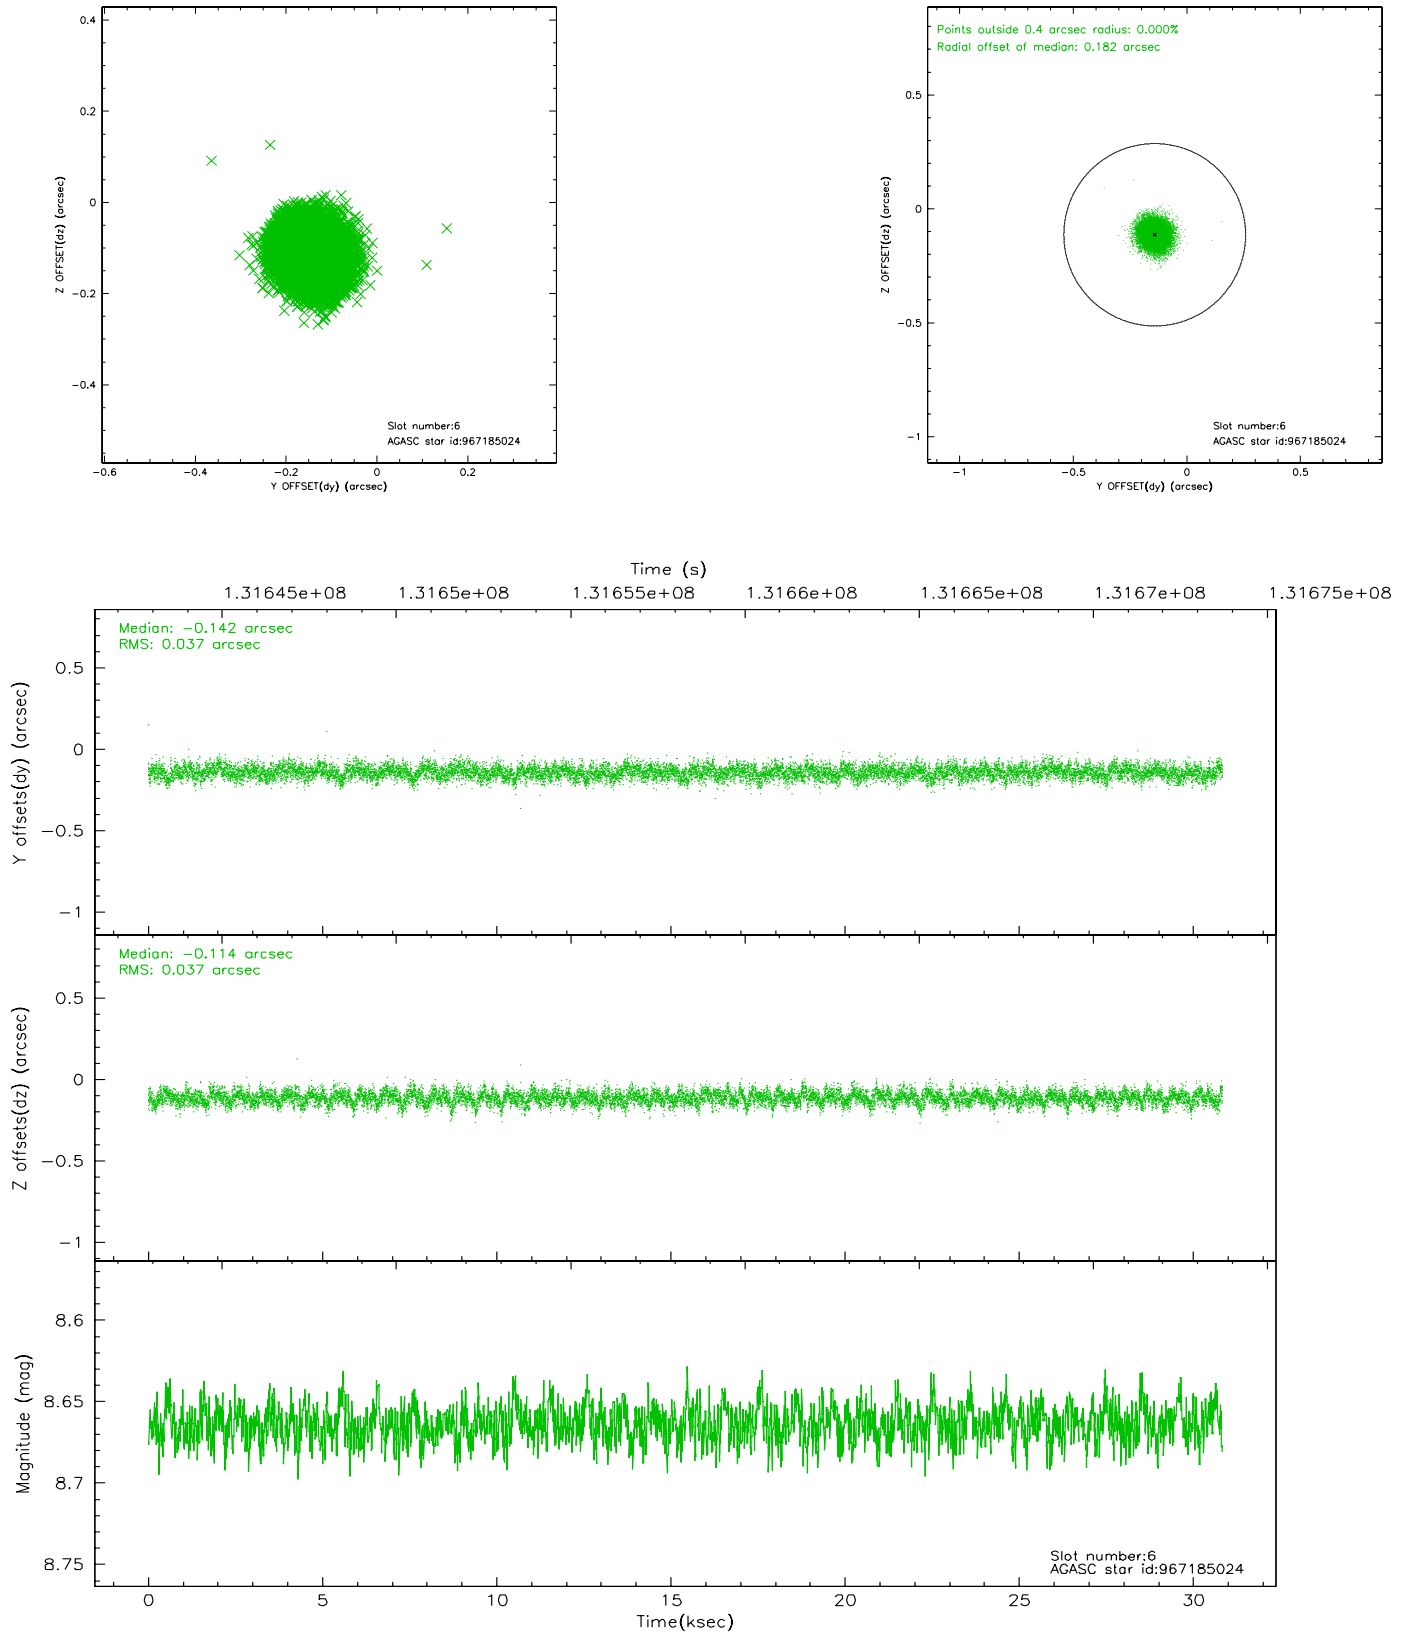 0.4
0.2
0
−0.2
−0.4
Z OFFSET(dz) (arcsec)
Slot number:6
AGASC star id:967185024
−0.6 −0.4 −0.2 0 0.2
Y OFFSET(dy) (arcsec)
Points outside 0.4 arcsec radius: 0.000%
Radial offset of median: 0.182 arcsec
0.5
0
−0.5
−1
Z OFFSET(dz) (arcsec)
Slot number:6
AGASC star id:967185024
−1 −0.5 0 0.5
Y OFFSET(dy) (arcsec)
Time (s)
1.31645e+08 1.3165e+08 1.31655e+08 1.3166e+08 1.31665e+08 1.3167e+08 1.31675e+08
Median: −0.142 arcsec
RMS: 0.037 arcsec
0.5
0
−0.5
−1
Y offsets(dy) (arcsec)
Median: −0.114 arcsec
RMS: 0.037 arcsec
0.5
0
−0.5
−1
Z offsets(dz) (arcsec)
8.6
8.65
8.7
8.75
Magnitude (mag)
Slot number:6
AGASC star id:967185024
0 5 10 15 20 25 30
Time(ksec)